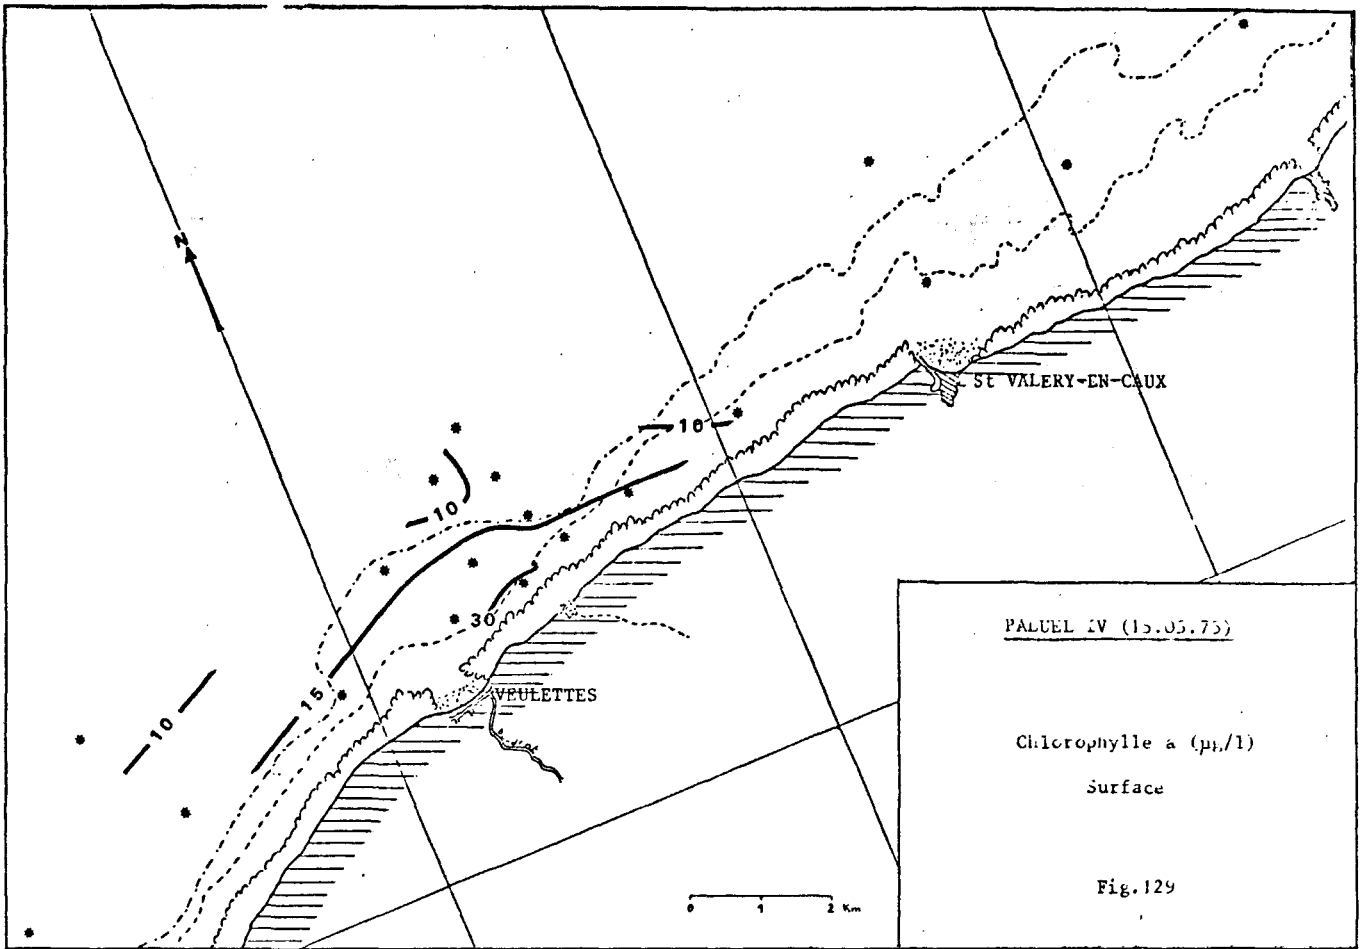 N
St VALERY-EN-CAUX
10
10
30
VEULETTES
15
10
PALUEL IV
Chlorophylle a
Surface
0 1 2 Km
Fig.129